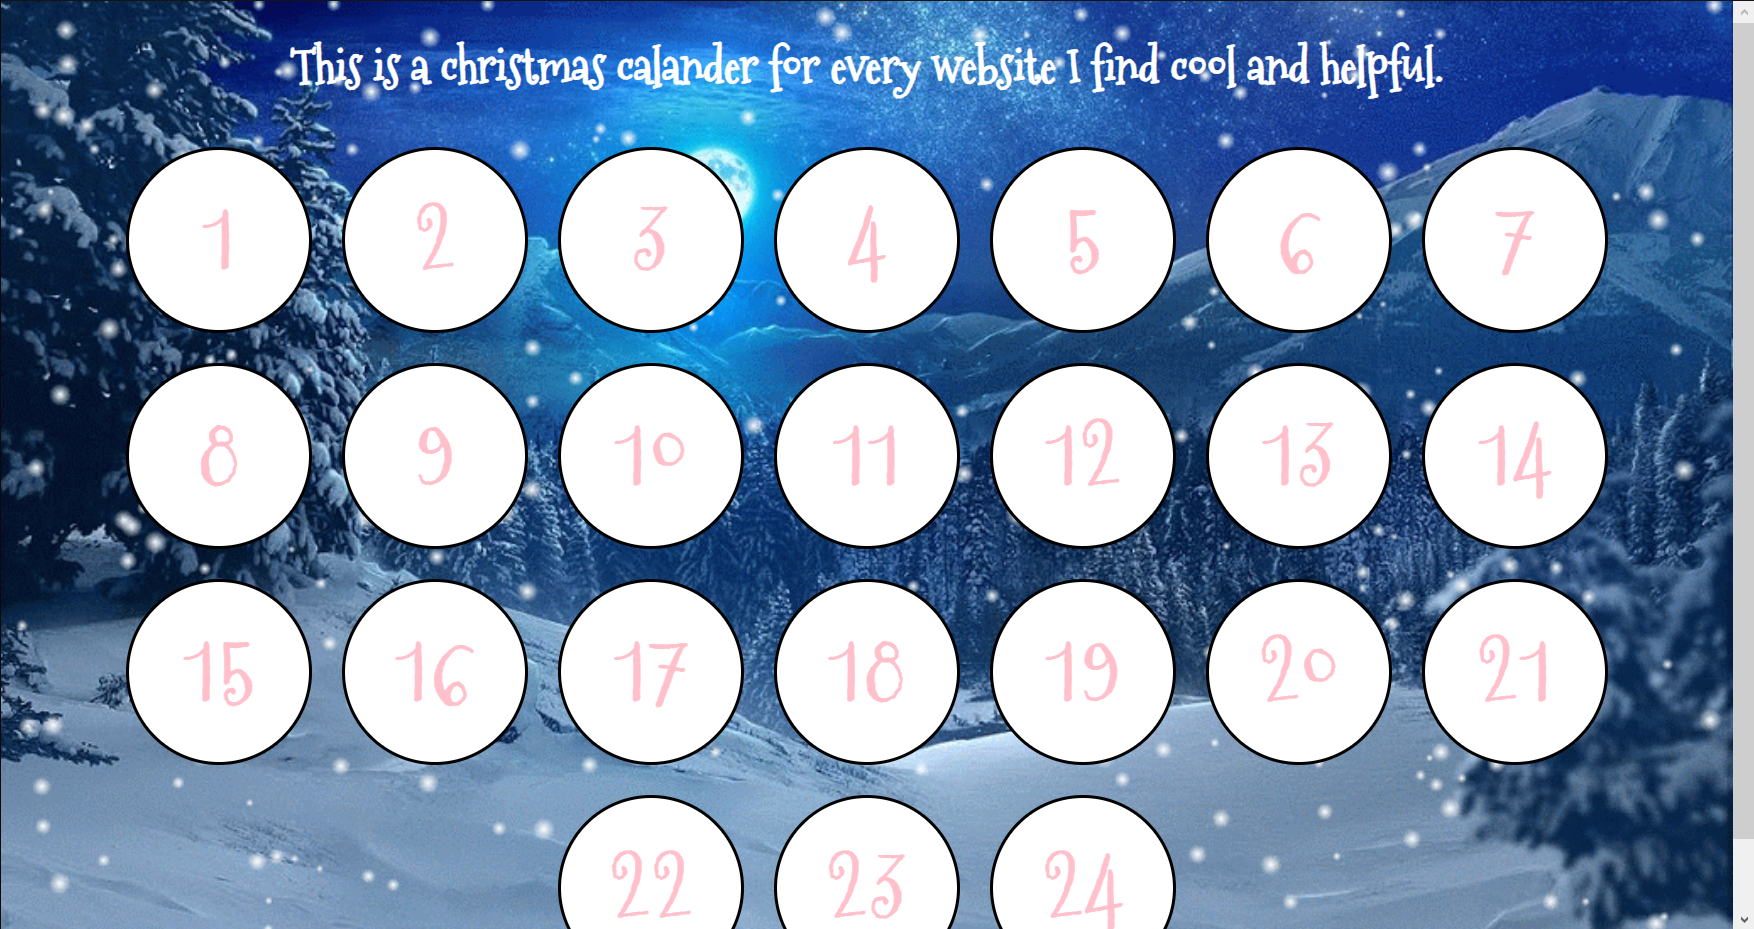 This is a christmas calander for every website I find cool and helpful.
1 2 3 4 5 6 7
8 9 10 11 12 13 14
15 16 17 18 19 20 21
22 23 24